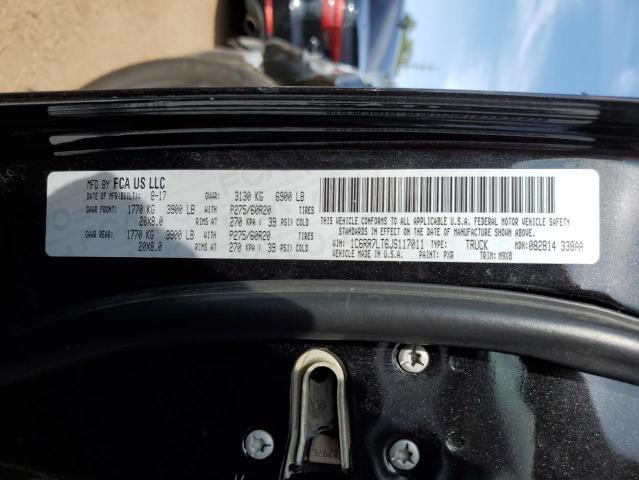 MFD BY FCA US LLC
MFR(BUILT): 8-17 GVWR: 3130 KG 6900 LB
GAWR FRONT: 1770 KG 3900 LB WITH P275/60R20 TIRES
20X8.0 RIMS AT 270 KPA ( 39 PSI) COLD
GAWR REAR: 1770 KG 3900 LB WITH P275/60R20 TIRES
20X8.0 RIMS AT 270 KPA ( 39 PSI) COLD
THIS VEHICLE CONFORMS TO ALL APPLICABLE U.S.A. FEDERAL MOTOR VEHICLE SAFETY
STANDARDS IN EFFECT ON THE DATE OF MANUFACTURE SHOWN ABOVE.
VIN: 1C6RR7LT6JS117011 TYPE: TRUCK MDH: 082814 338AA
VEHICLE MADE IN U.S.A. PAINT: PXR TRIM: M9X8